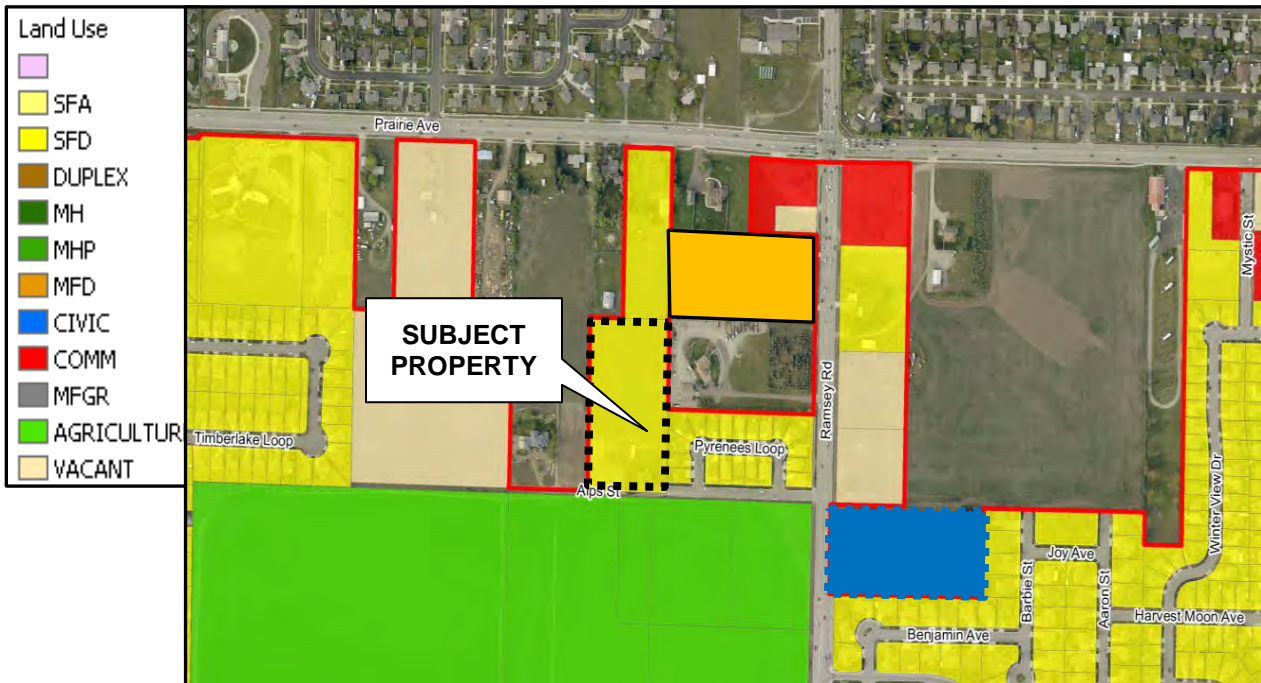 Land Use
SFA
SFD
DUPLEX
MH
MHP
MFD
CIVIC
COMM
MFGR
AGRICULTUR
VACANT
Prairie Ave
SUBJECT
PROPERTY
Timberlake Loop
Pyrenees Loop
Alps St
Ramsey Rd
Mystic St
Winter View Dr
Joy Ave
Barbie St
Aaron St
Harvest Moon Ave
Benjamin Ave